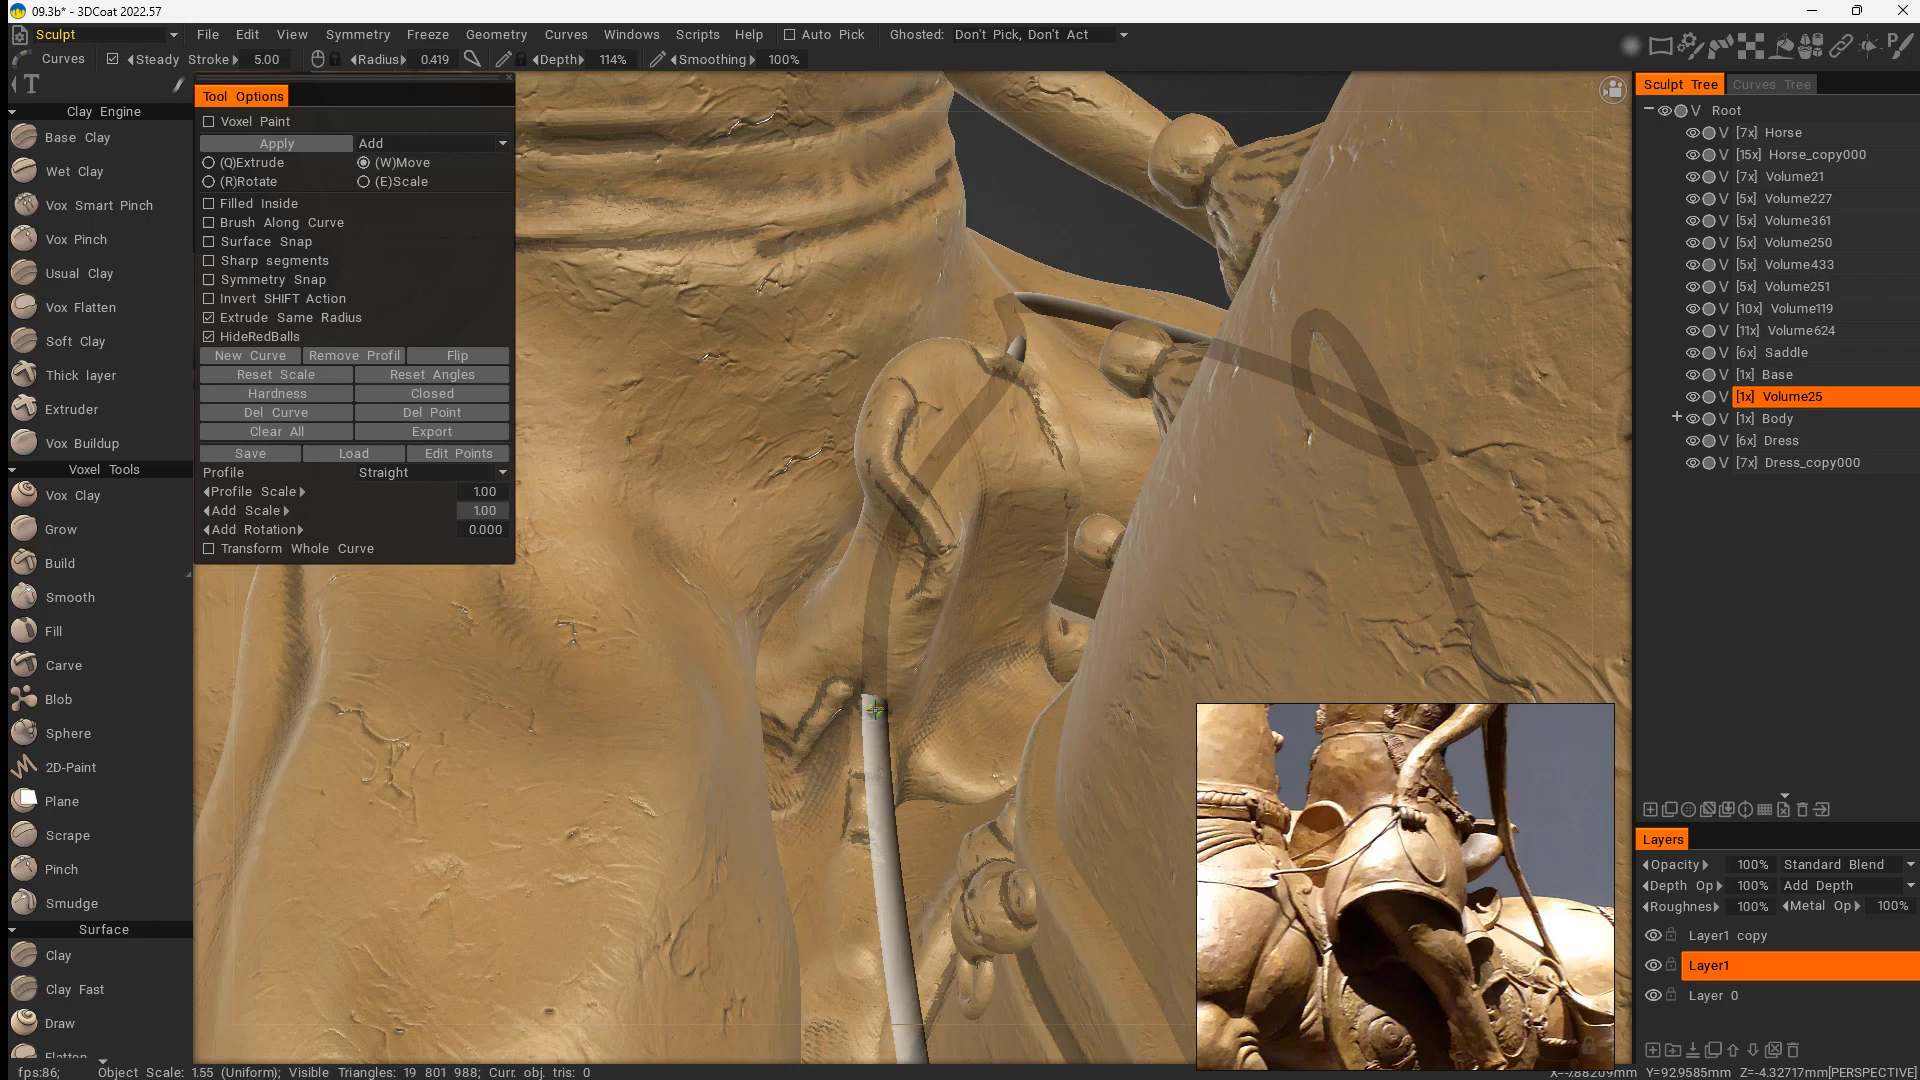 09.3b* - 3DCoat 2022.57
Sculpt
File Edit View Symmetry Freeze Geometry Curves Windows Scripts Help Auto Pick Ghosted: Don't Pick, Don't Act
Curves Steady Stroke 5.00 Radius 0.419 Depth 114% Smoothing 100%
T
Clay Engine
Base Clay
Wet Clay
Vox Smart Pinch
Vox Pinch
Usual Clay
Vox Flatten
Soft Clay
Thick layer
Extruder
Vox Buildup
Voxel Tools
Vox Clay
Grow
Build
Smooth
Fill
Carve
Blob
Sphere
2D-Paint
Plane
Scrape
Pinch
Smudge
Surface
Clay
Clay Fast
Draw
Flatten
Tool Options
Voxel Paint
Apply Add
(Q)Extrude (W)Move
(R)Rotate (E)Scale
Filled Inside
Brush Along Curve
Surface Snap
Sharp segments
Symmetry Snap
Invert SHIFT Action
Extrude Same Radius
HideRedBalls
New Curve Remove Profil Flip
Reset Scale Reset Angles
Hardness Closed
Del Curve Del Point
Clear All Export
Save Load Edit Points
Profile Straight
Profile Scale 1.00
Add Scale 1.00
Add Rotation 0.000
Transform Whole Curve
Sculpt Tree Curves Tree
V Root
V [7x] Horse
V [15x] Horse_copy000
V [7x] Volume21
V [5x] Volume227
V [5x] Volume361
V [5x] Volume250
V [5x] Volume433
V [5x] Volume251
V [10x] Volume119
V [11x] Volume624
V [6x] Saddle
V [1x] Base
V [1x] Volume25
V [1x] Body
V [6x] Dress
V [7x] Dress_copy000
Layers
Opacity 100% Standard Blend
Depth Op 100% Add Depth
Roughnes 100% Metal Op 100%
Layer1 copy
Layer1
Layer 0
fps:86; Object Scale: 1.55 (Uniform); Visible Triangles: 19 801 988; Curr. obj. tris: 0 Y=92.9585mm Z=-4.32717mm[PERSPECTIVE]